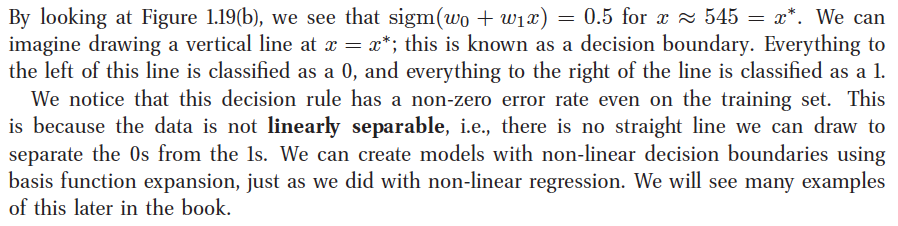 By looking at Figure 1.19(b), we see that sigm(w₀ + w₁x) = 0.5 for x ≈ 545 = x*. We can
imagine drawing a vertical line at x = x*; this is known as a decision boundary. Everything to
the left of this line is classified as a 0, and everything to the right of the line is classified as a 1.
We notice that this decision rule has a non-zero error rate even on the training set. This
is because the data is not linearly separable, i.e., there is no straight line we can draw to
separate the 0s from the 1s. We can create models with non-linear decision boundaries using
basis function expansion, just as we did with non-linear regression. We will see many examples
of this later in the book.